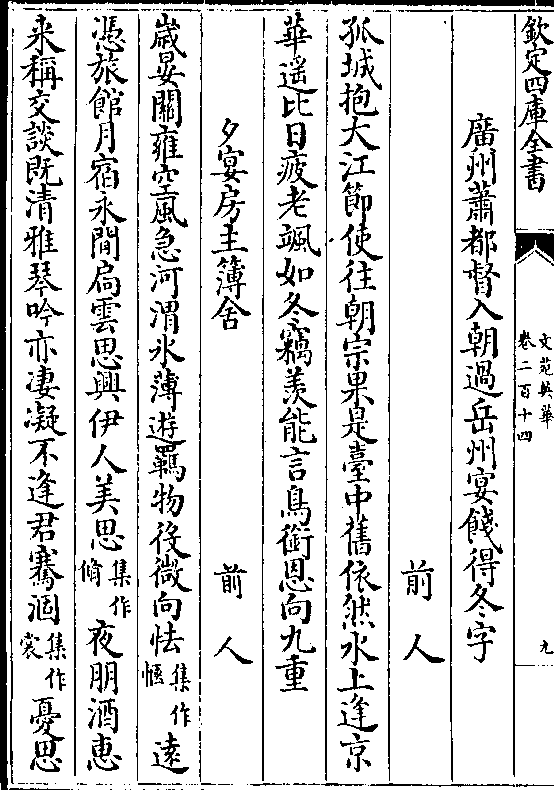 欽定四庫全書
文苑英華
卷二百十四
九
廣州蕭都督入朝過岳州宴餞得冬字
前人
孤城抱大江節使往朝宗果是臺中舊依然水上逢京
華遥比日疲老颯如冬竊羨能言鳥銜恩向九重
夕宴房主簿舍
前人
歲晏關雍空風急河渭氷薄遊羈物役微向怯集作愜遠
憑旅館月宿永閒扃雲思興伊人美思集作脩夜朋酒惠
来稱交談既清雅琴吟亦凄凝不逢君騫涸集作裳憂思